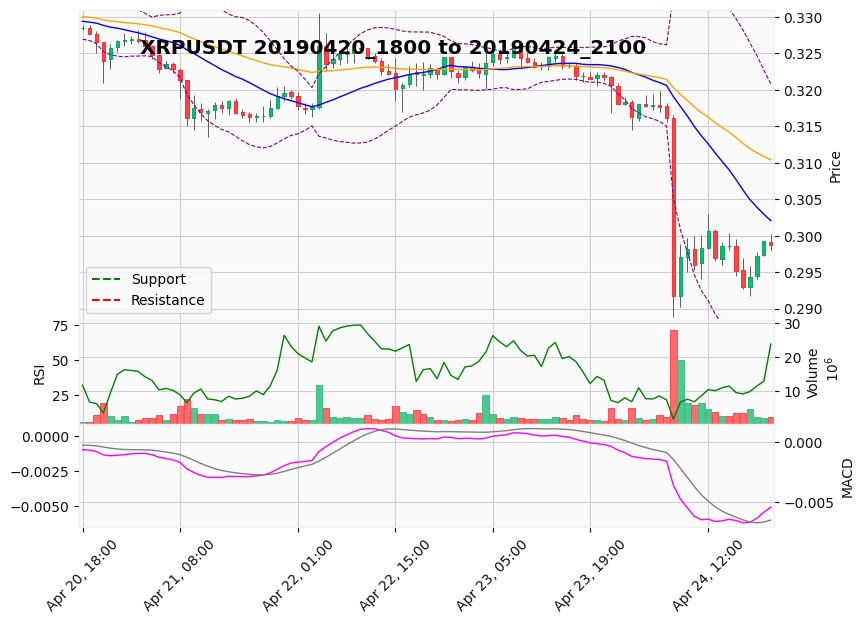 XRPUSDT 20190420_1800 to 20190424_2100
0.330
0.325
0.320
0.315
0.310
0.305
0.300
0.295
0.290
Price
Support
Resistance
75
50
25
RSI
30
20
10
Volume
10^6
0.0000
−0.0025
−0.0050
0.000
−0.005
MACD
Apr 20, 18:00
Apr 21, 08:00
Apr 22, 01:00
Apr 22, 15:00
Apr 23, 05:00
Apr 23, 19:00
Apr 24, 12:00